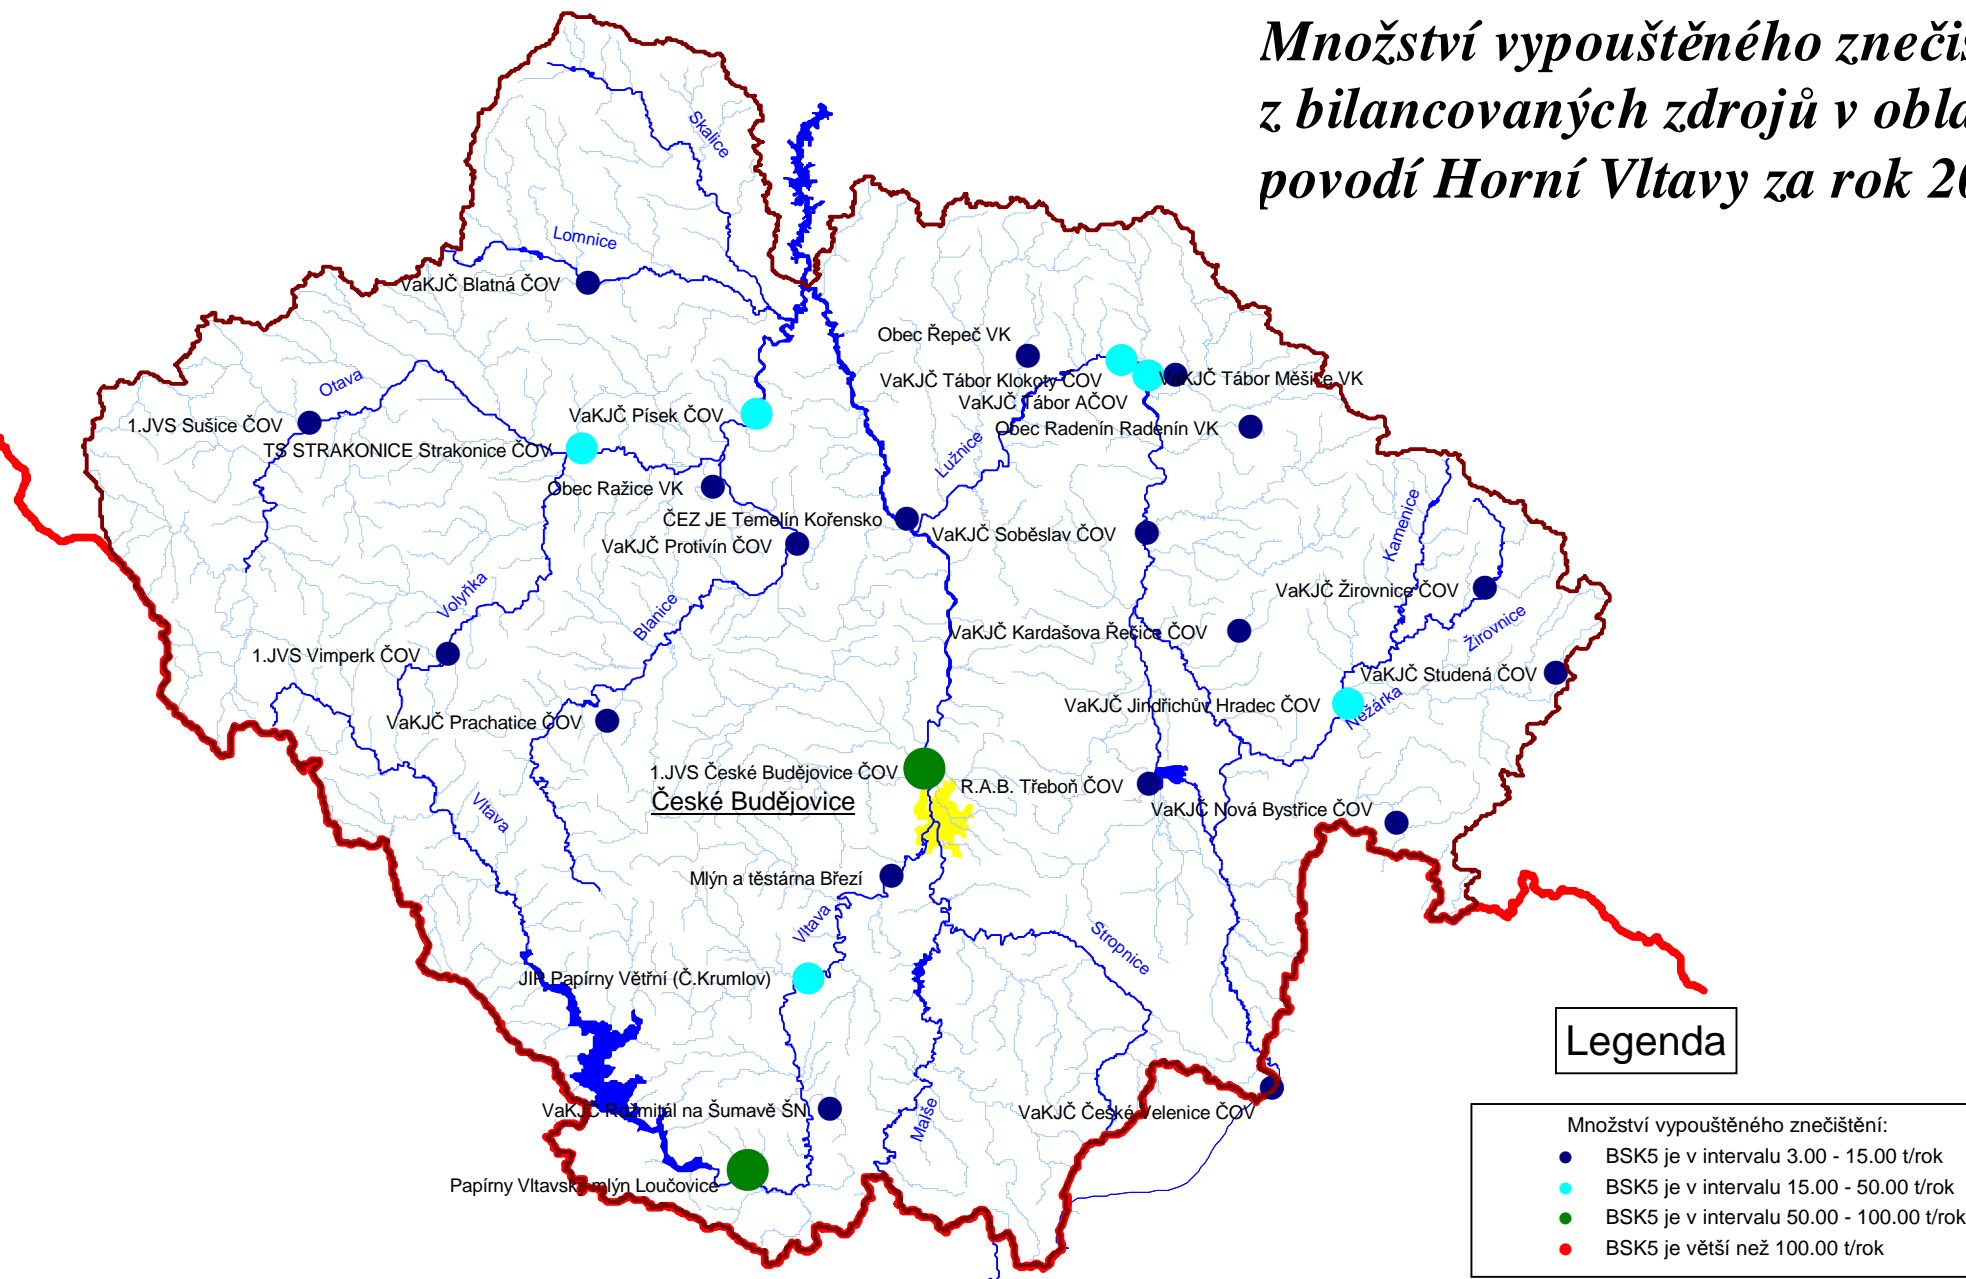 Množství vypouštěného znečiš
z bilancovaných zdrojů v obla
povodí Horní Vltavy za rok 20
Skalice
Lomnice
VaKJČ Blatná ČOV
Obec Řepeč VK
VaKJČ Tábor Klokoty ČOV
VaKJČ Tábor Měšice VK
VaKJČ Tábor AČOV
Otava
VaKJČ Písek ČOV
1.JVS Sušice ČOV
Obec Radenín Radenín VK
TS STRAKONICE Strakonice ČOV
Lužnice
Obec Ražice VK
ČEZ JE Temelín Kořensko
VaKJČ Soběslav ČOV
Kamenice
VaKJČ Protivín ČOV
VaKJČ Žirovnice ČOV
Volyňka
Blanice
Žirovnice
VaKJČ Kardašova Řečice ČOV
1.JVS Vimperk ČOV
VaKJČ Studená ČOV
VaKJČ Jindřichův Hradec ČOV
Nežárka
VaKJČ Prachatice ČOV
1.JVS České Budějovice ČOV
České Budějovice
R.A.B. Třeboň ČOV
VaKJČ Nová Bystřice ČOV
Vltava
Mlýn a těstárna Březí
Vltava
Stropnice
JIP Papírny Větřní (Č.Krumlov)
VaKJČ Rožmitál na Šumavě ŠN
Malše
VaKJČ České Velenice ČOV
Papírny Vltavský mlýn Loučovice
Legenda
Množství vypouštěného znečištění:
BSK5 je v intervalu 3.00 - 15.00 t/rok
BSK5 je v intervalu 15.00 - 50.00 t/rok
BSK5 je v intervalu 50.00 - 100.00 t/rok
BSK5 je větší než 100.00 t/rok